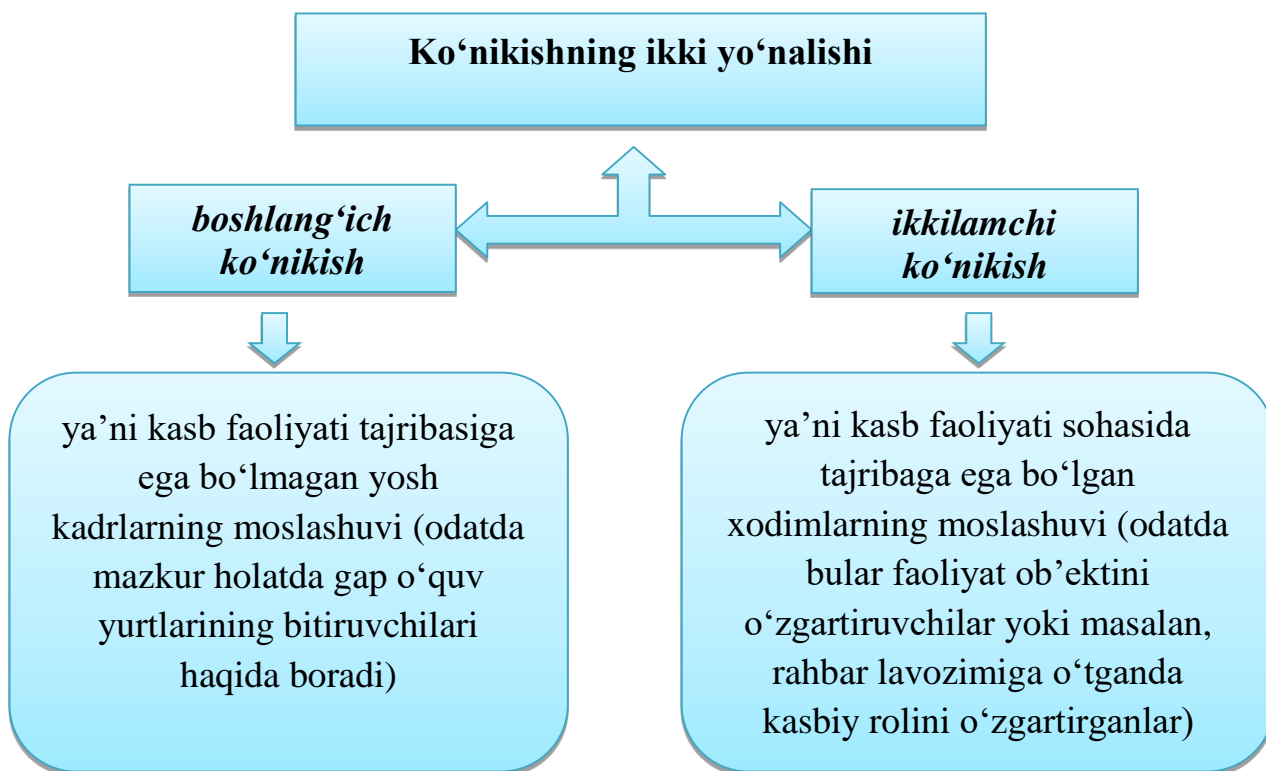 Ko‘nikishning ikki yo‘nalishi
boshlang‘ich
ko‘nikish
ikkilamchi
ko‘nikish
ya’ni kasb faoliyati tajribasiga
ega bo‘lmagan yosh
kadrlarning moslashuvi (odatda
mazkur holatda gap o‘quv
yurtlarining bitiruvchilari
haqida boradi)
ya’ni kasb faoliyati sohasida
tajribaga ega bo‘lgan
xodimlarning moslashuvi (odatda
bular faoliyat ob’ektini
o‘zgartiruvchilar yoki masalan,
rahbar lavozimiga o‘tganda
kasbiy rolini o‘zgartirganlar)